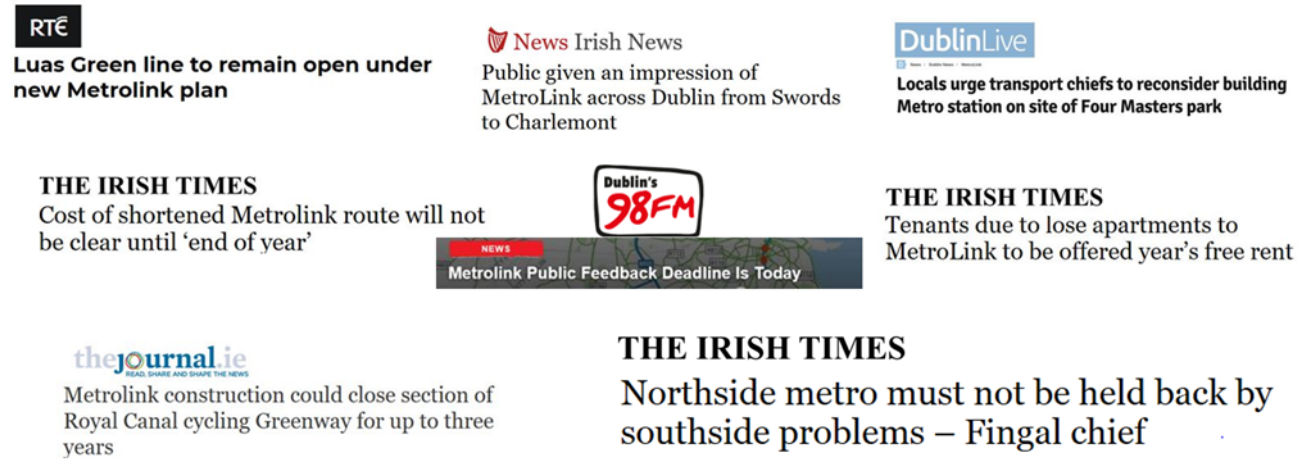 RTÉ
Luas Green line to remain open under
new Metrolink plan
News Irish News
Public given an impression of
MetroLink across Dublin from Swords
to Charlemont
DublinLive
News Dublin News MetroLink
Locals urge transport chiefs to reconsider building
Metro station on site of Four Masters park
THE IRISH TIMES
Cost of shortened Metrolink route will not
be clear until ‘end of year’
Dublin's
98FM
NEWS
Metrolink Public Feedback Deadline Is Today
THE IRISH TIMES
Tenants due to lose apartments to
MetroLink to be offered year’s free rent
thejournal.ie
READ, SHARE AND SHAPE THE NEWS
Metrolink construction could close section of
Royal Canal cycling Greenway for up to three
years
THE IRISH TIMES
Northside metro must not be held back by
southside problems – Fingal chief